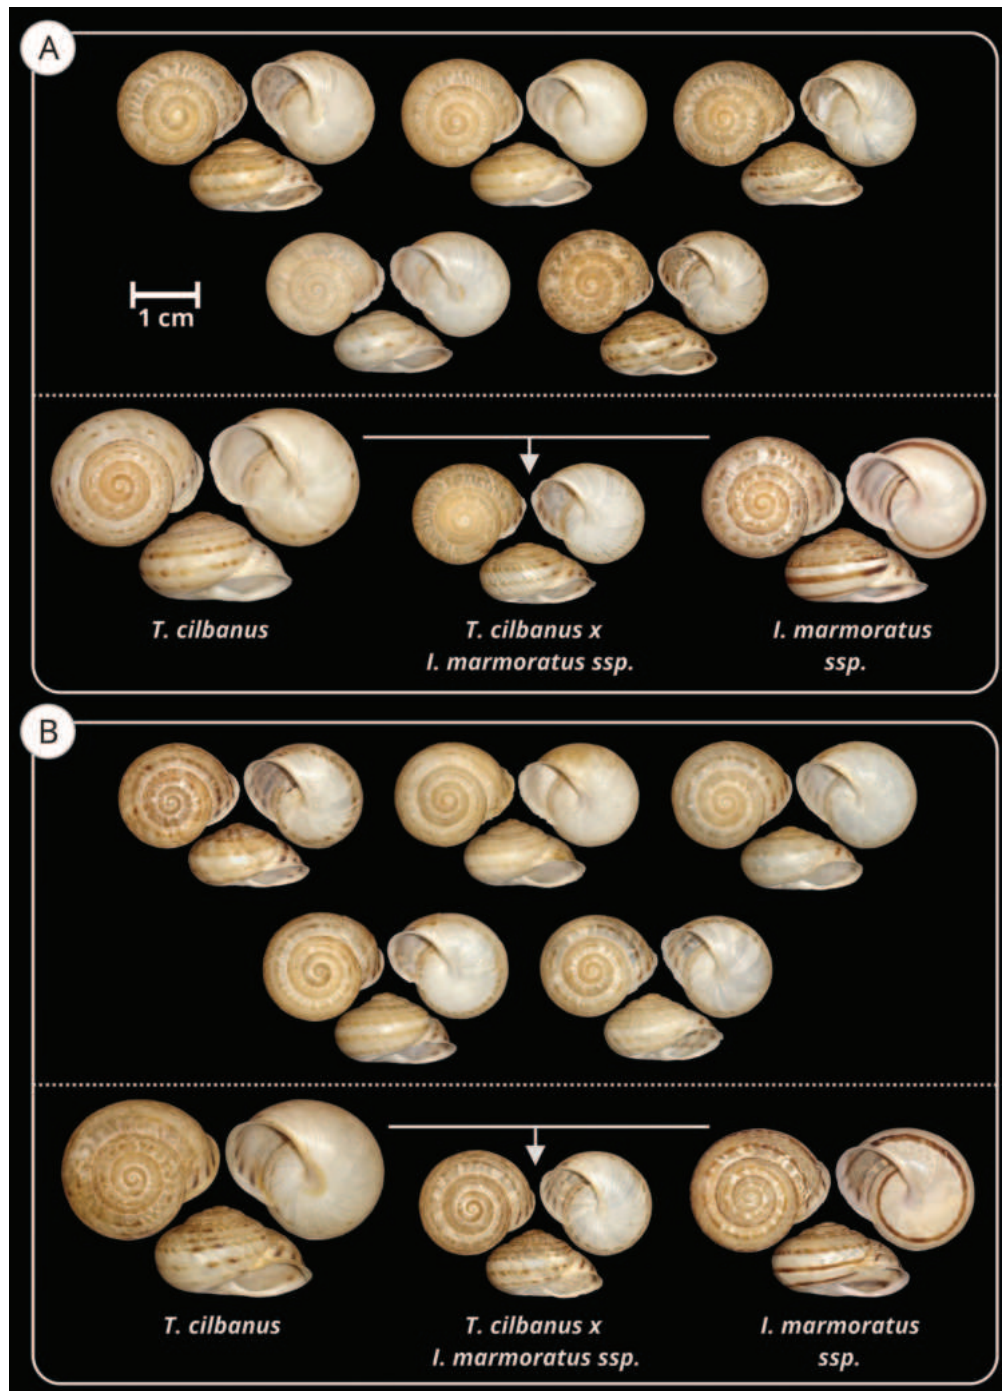 A
1 cm
T. cilbanus
T. cilbanus x
I. marmoratus ssp.
I. marmoratus
ssp.
B
T. cilbanus
T. cilbanus x
I. marmoratus ssp.
I. marmoratus
ssp.